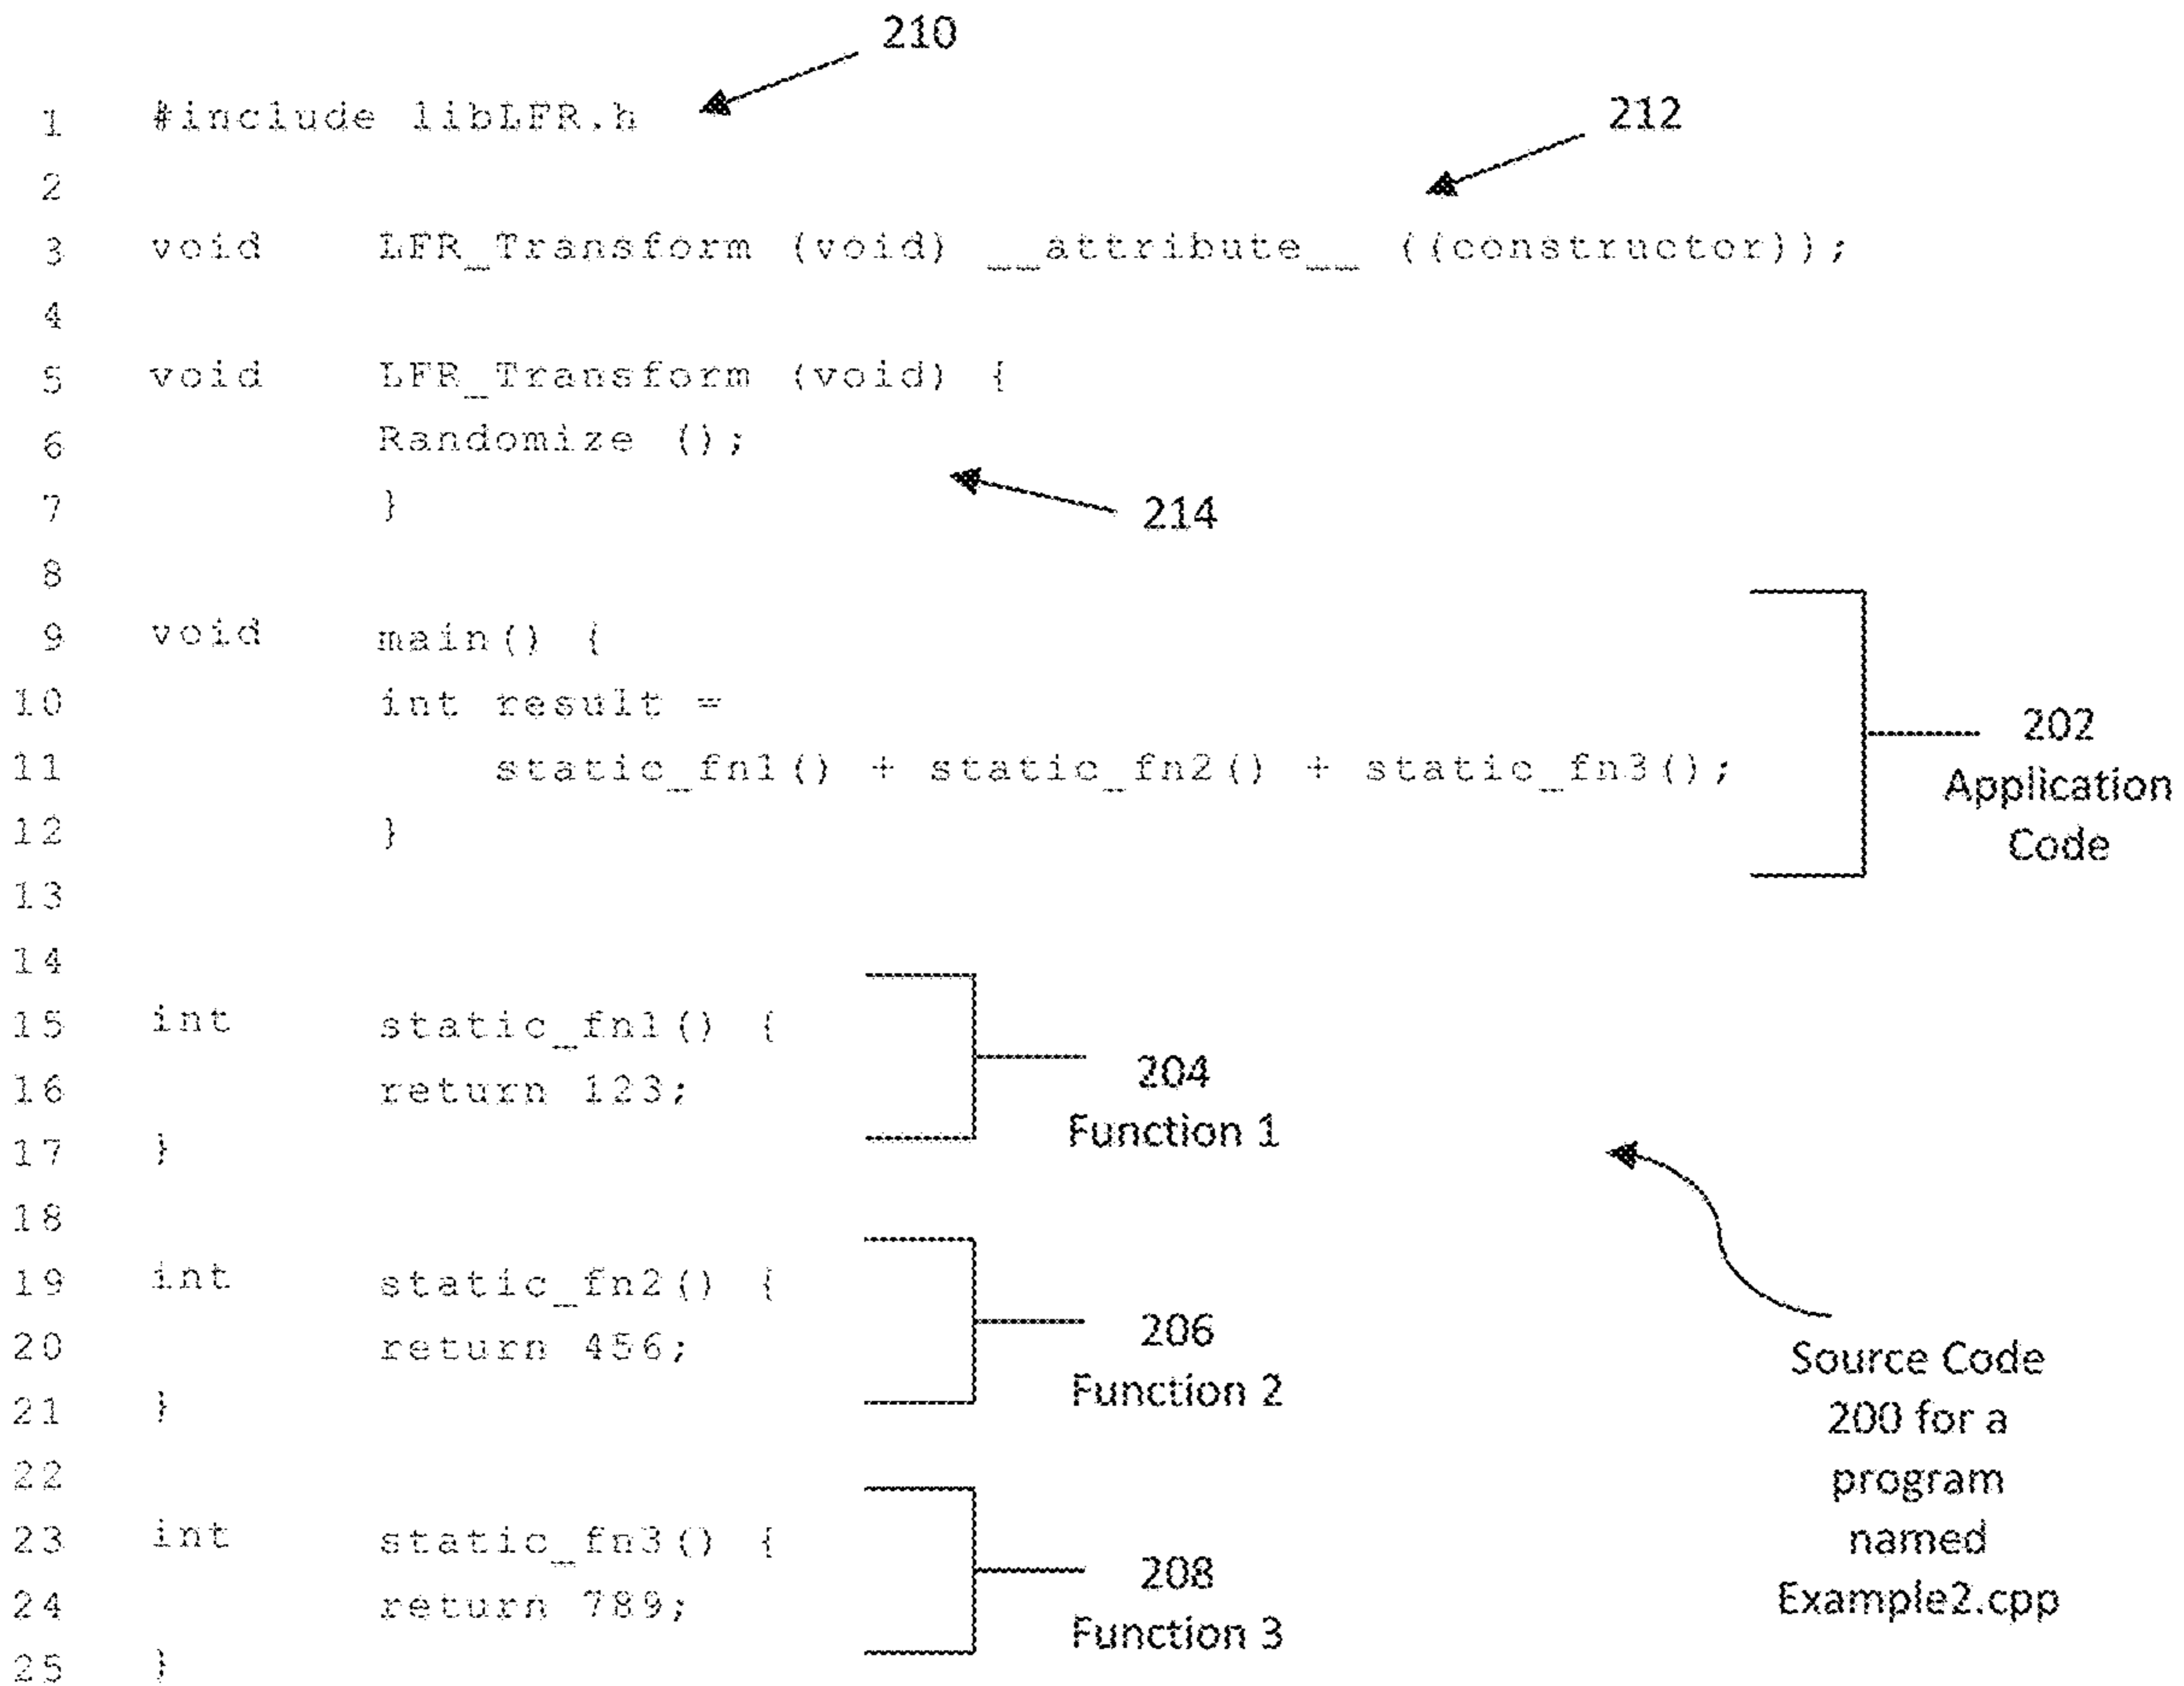 210
1 #include libLFR.h
212
2
3 void LFR_Transform (void) __attribute__ ((constructor));
4
5 void LFR_Transform (void) {
6 Randomize ();
7 }
214
8
9 void main() {
10 int result =
11 static_fn1() + static_fn2() + static_fn3();
12 }
202
Application
Code
13
14
15 int static_fn1() {
16 return 123;
17 }
204
Function 1
18
19 int static_fn2() {
20 return 456;
21 }
206
Function 2
22
23 int static_fn3() {
24 return 789;
25 }
208
Function 3
Source Code
200 for a
program
named
Example2.cpp